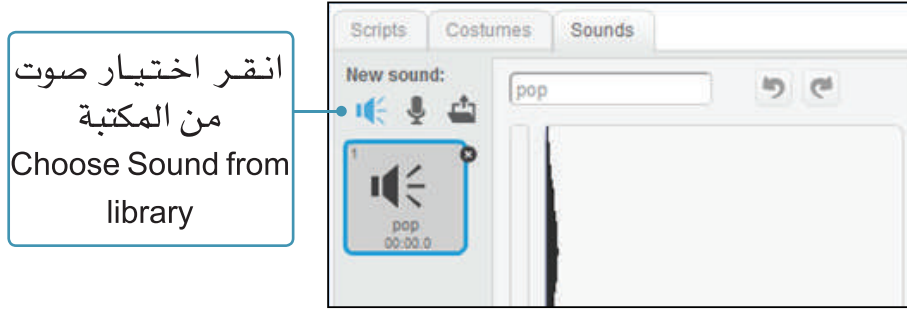 انقر اختيار صوت
من المكتبة
Choose Sound from
library
Scripts Costumes Sounds
New sound:
pop
1
pop
00:00.0